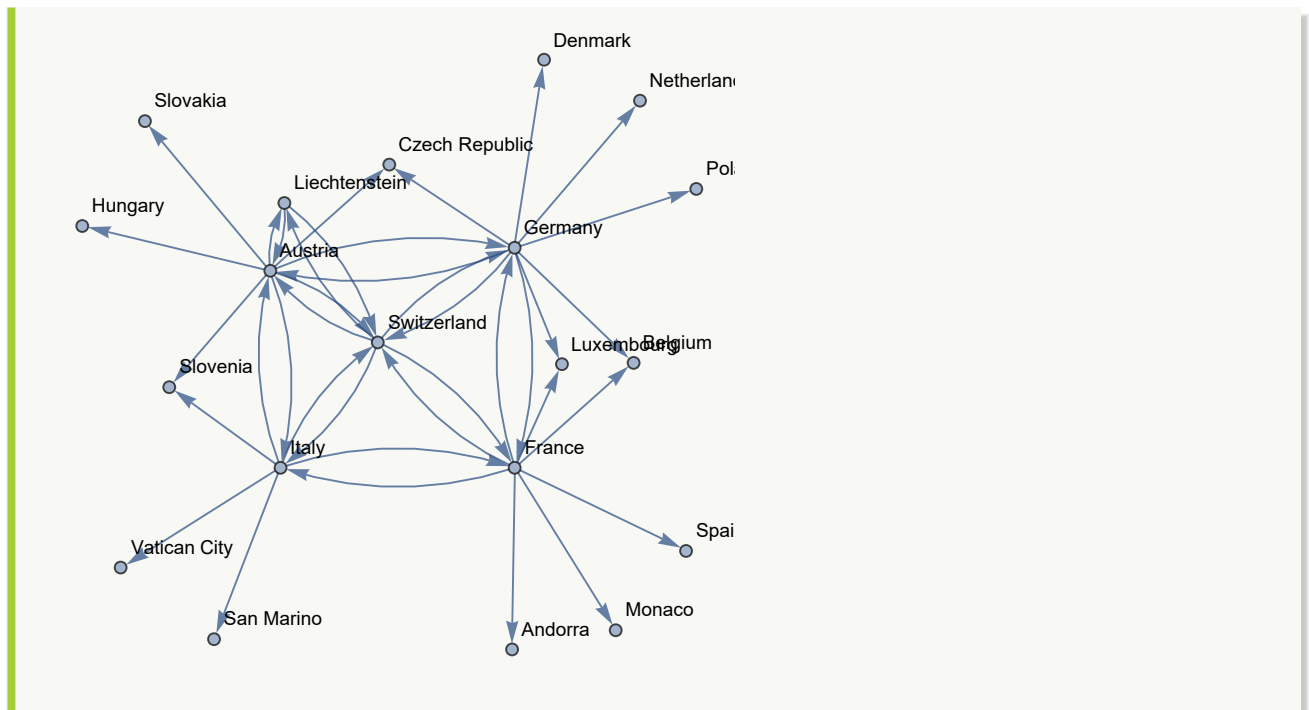 Denmark
Netherlan
Slovakia
Czech Republic
Pol
Liechtenstein
Hungary
Germany
Austria
Switzerland
Luxembourg
Belgium
Slovenia
Italy
France
Spai
Vatican City
Monaco
San Marino
Andorra